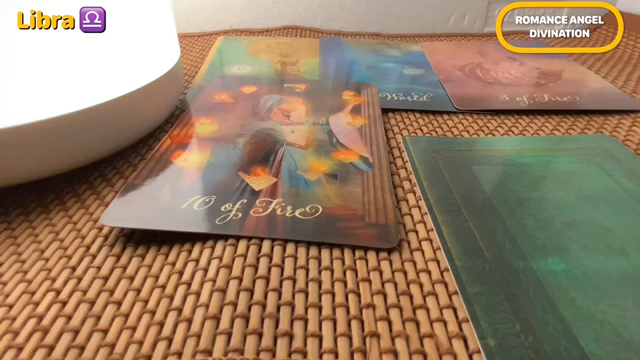 Libra ♎
ROMANCE ANGEL
DIVINATION
World
3 of Fire
10 of Fire